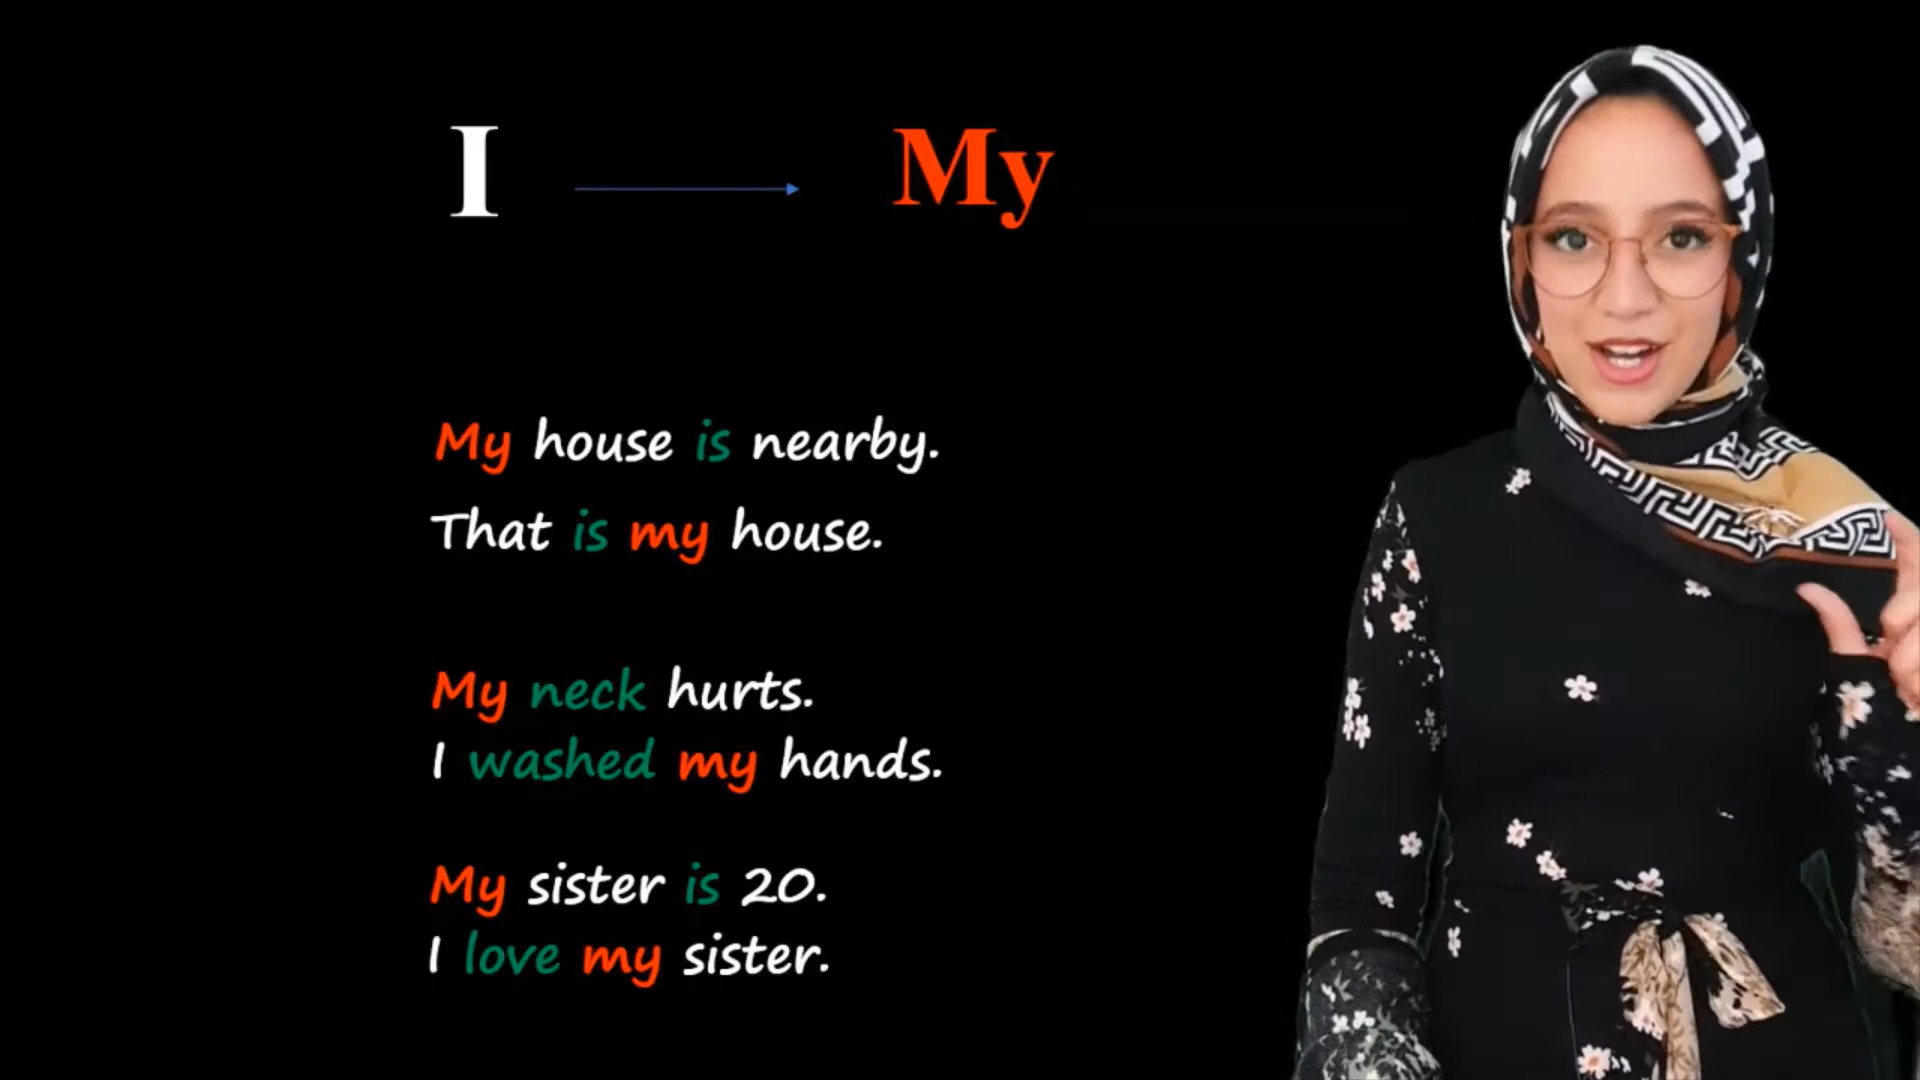 I My
My house is nearby.
That is my house.
My neck hurts.
I washed my hands.
My sister is 20.
I love my sister.